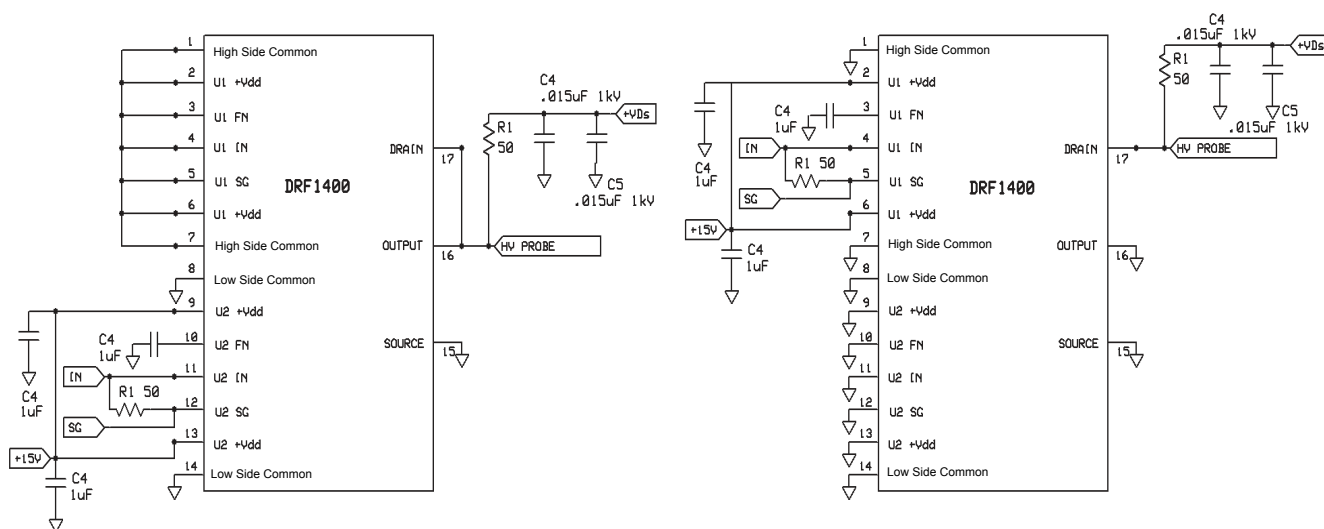 1 High Side Common
2 U1 +Vdd
3 U1 FN
4 U1 IN
5 U1 SG
6 U1 +Vdd
7 High Side Common
8 Low Side Common
9 U2 +Vdd
10 U2 FN
11 U2 IN
12 U2 SG
13 U2 +Vdd
14 Low Side Common
DRF1400
DRAIN 17
OUTPUT 16
SOURCE 15
R1
50
C4
.015uF 1kV
+VDs
C5
.015uF 1kV
HV PROBE
C4
1uF
C4
1uF
IN
R1 50
SG
+15V
C4
1uF
1 High Side Common
2 U1 +Vdd
3 U1 FN
4 U1 IN
5 U1 SG
6 U1 +Vdd
7 High Side Common
8 Low Side Common
9 U2 +Vdd
10 U2 FN
11 U2 IN
12 U2 SG
13 U2 +Vdd
14 Low Side Common
DRF1400
DRAIN 17
OUTPUT 16
SOURCE 15
R1
50
C4
.015uF 1kV
+VDs
C5
.015uF 1kV
HV PROBE
C4
1uF
C4
1uF
IN
R1 50
SG
+15V
C4
1uF